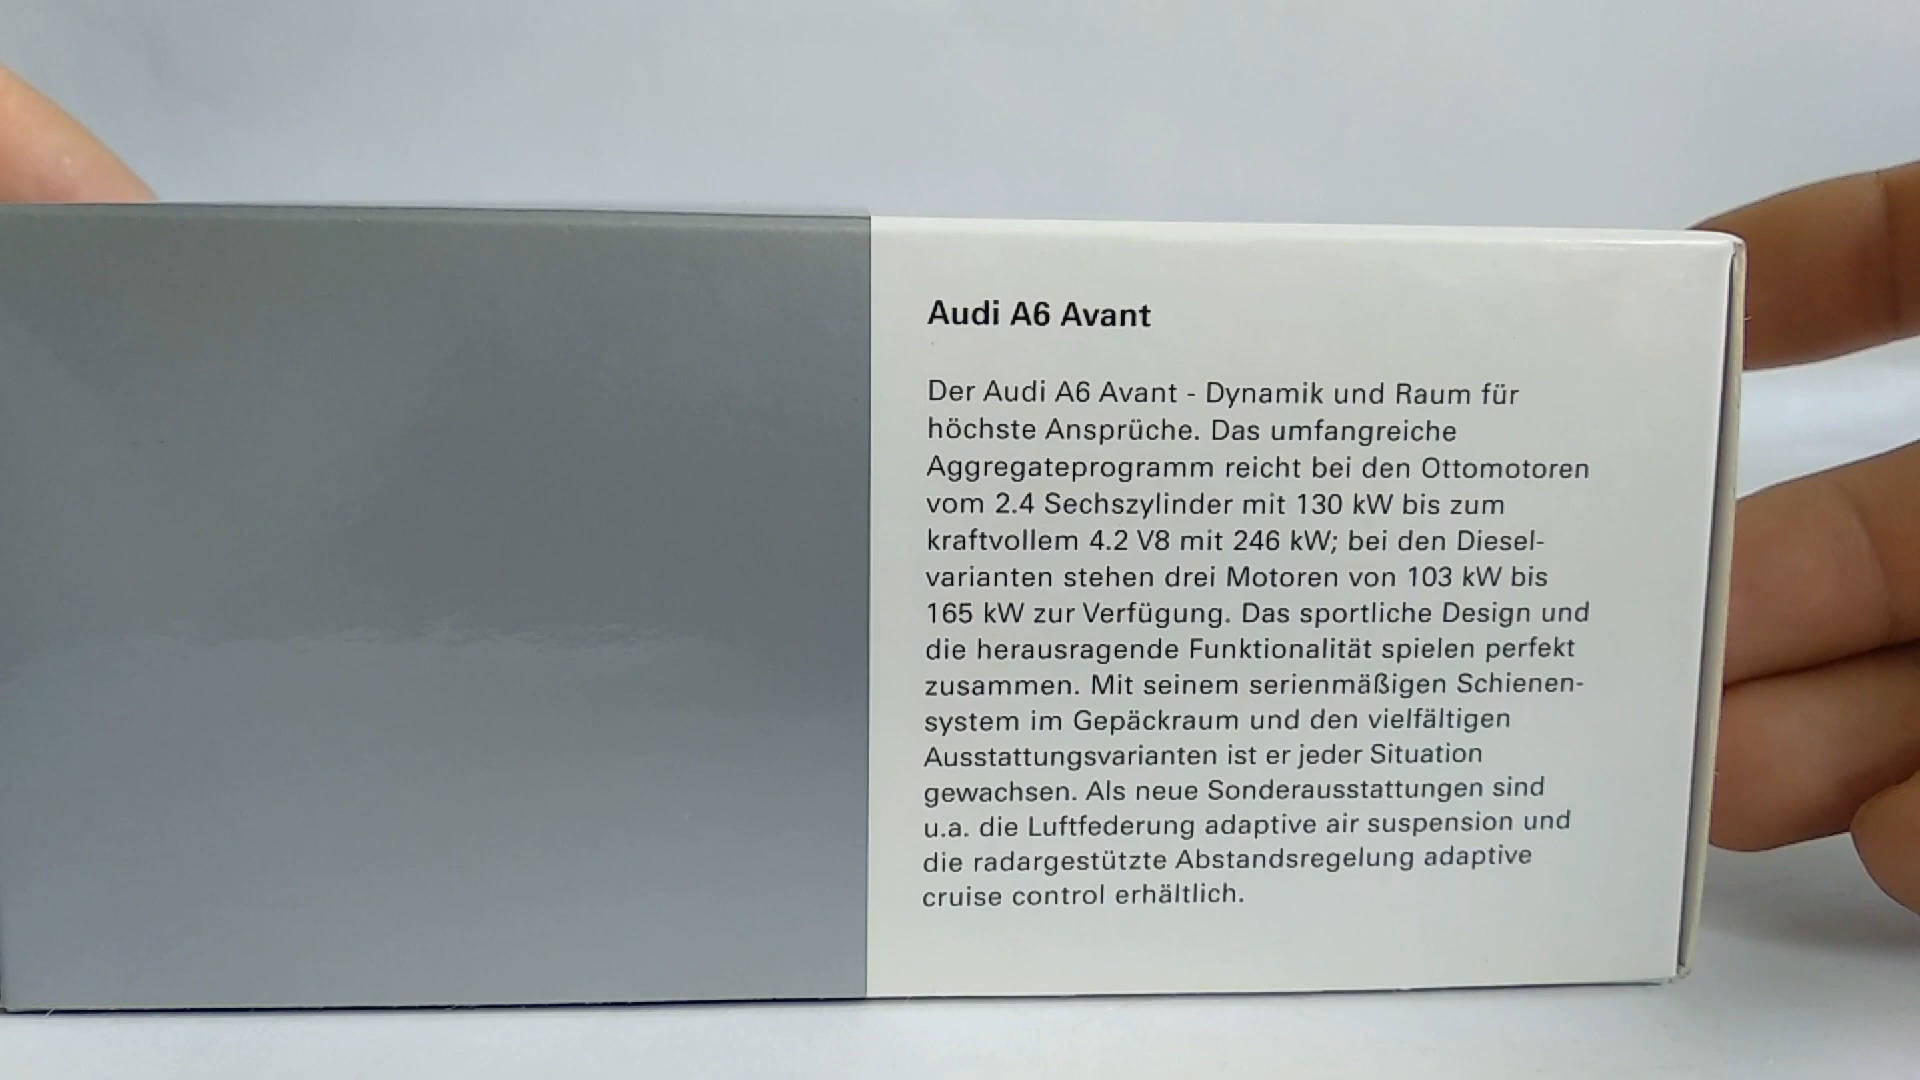 Audi A6 Avant
Der Audi A6 Avant - Dynamik und Raum für
höchste Ansprüche. Das umfangreiche
Aggregateprogramm reicht bei den Ottomotoren
vom 2.4 Sechszylinder mit 130 kW bis zum
kraftvollem 4.2 V8 mit 246 kW; bei den Diesel-
varianten stehen drei Motoren von 103 kW bis
165 kW zur Verfügung. Das sportliche Design und
die herausragende Funktionalität spielen perfekt
zusammen. Mit seinem serienmäßigen Schienen-
system im Gepäckraum und den vielfältigen
Ausstattungsvarianten ist er jeder Situation
gewachsen. Als neue Sonderausstattungen sind
u.a. die Luftfederung adaptive air suspension und
die radargestützte Abstandsregelung adaptive
cruise control erhältlich.